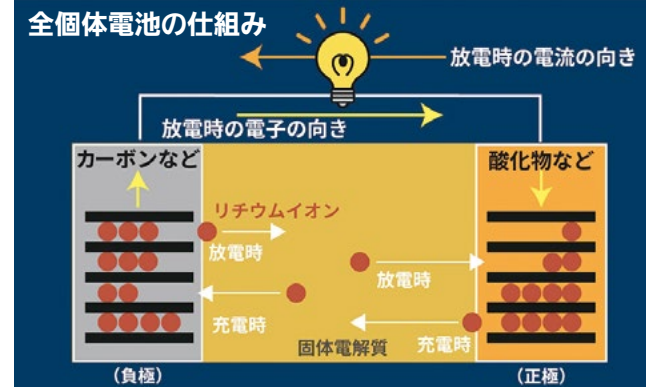 全個体電池の仕組み
放電時の電流の向き
放電時の電子の向き
カーボンなど
酸化物など
リチウムイオン
放電時
放電時
充電時
固体電解質
充電時
(負極)
(正極)